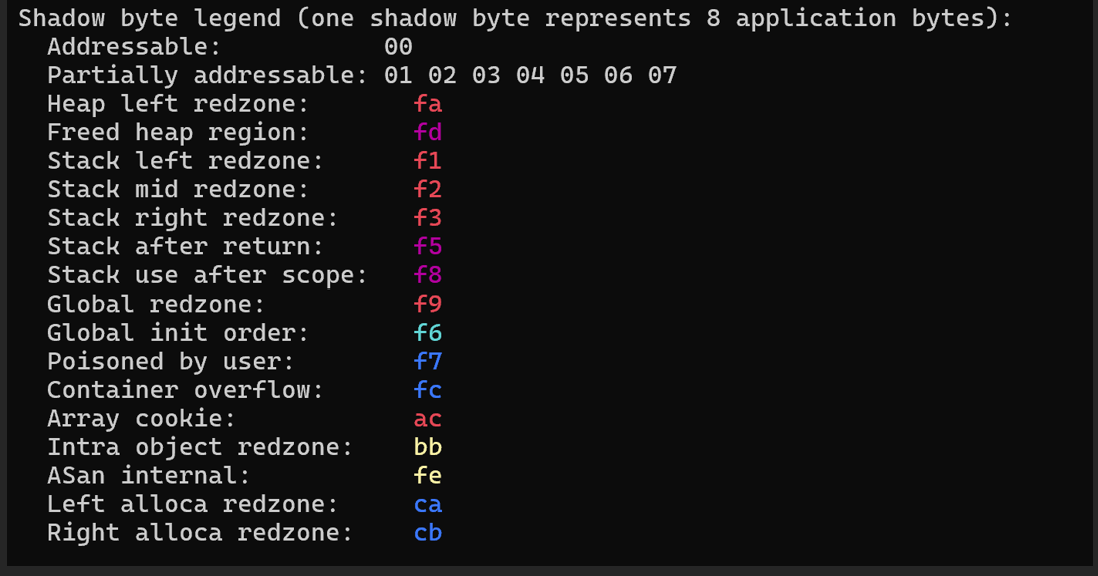 Shadow byte legend (one shadow byte represents 8 application bytes):
  Addressable:           00
  Partially addressable: 01 02 03 04 05 06 07
  Heap left redzone:       fa
  Freed heap region:       fd
  Stack left redzone:      f1
  Stack mid redzone:       f2
  Stack right redzone:     f3
  Stack after return:      f5
  Stack use after scope:   f8
  Global redzone:          f9
  Global init order:       f6
  Poisoned by user:        f7
  Container overflow:      fc
  Array cookie:            ac
  Intra object redzone:    bb
  ASan internal:           fe
  Left alloca redzone:     ca
  Right alloca redzone:    cb